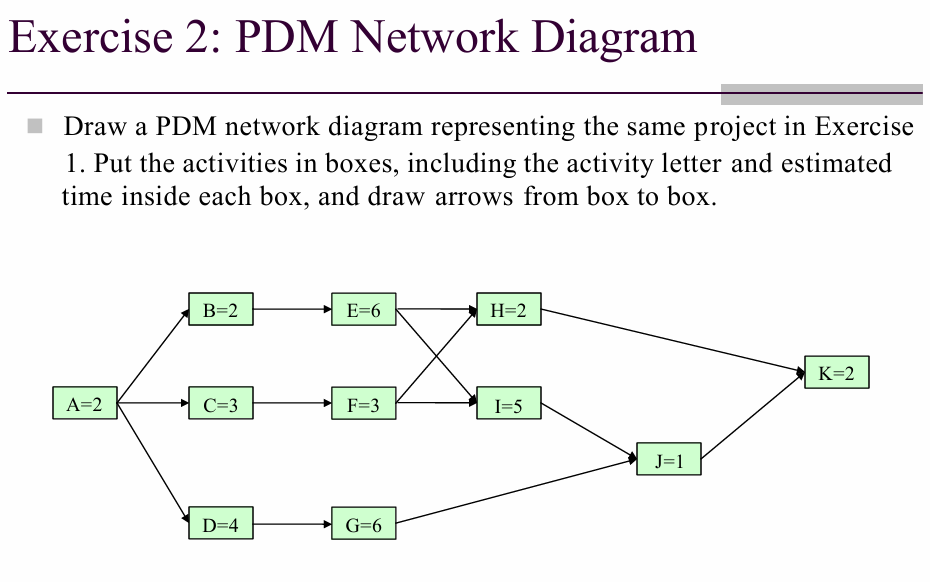 Exercise 2: PDM Network Diagram
Draw a PDM network diagram representing the same project in Exercise
1. Put the activities in boxes, including the activity letter and estimated
time inside each box, and draw arrows from box to box.
B=2 E=6 H=2
K=2
A=2 C=3 F=3 I=5
J=1
D=4 G=6